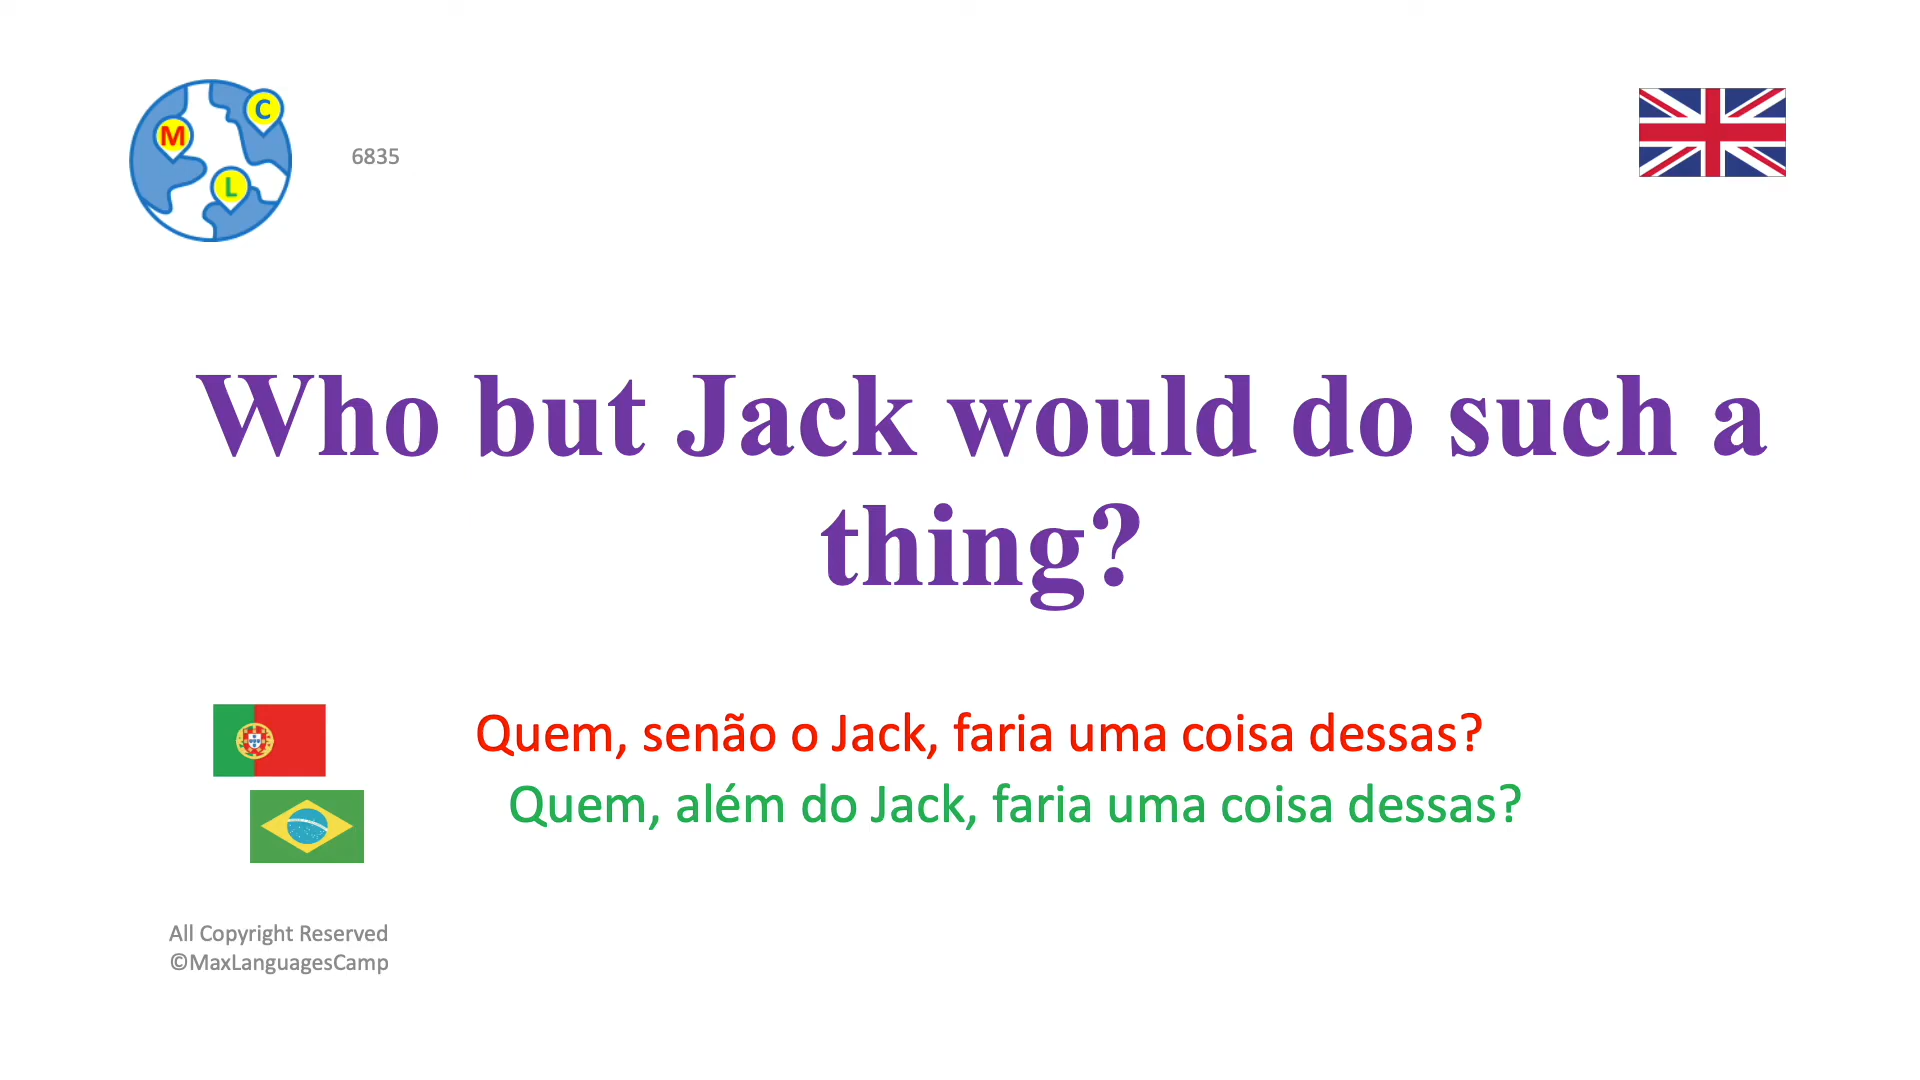 C
M
L
6835
Who but Jack would do such a
thing?
Quem, senão o Jack, faria uma coisa dessas?
Quem, além do Jack, faria uma coisa dessas?
All Copyright Reserved
©MaxLanguagesCamp